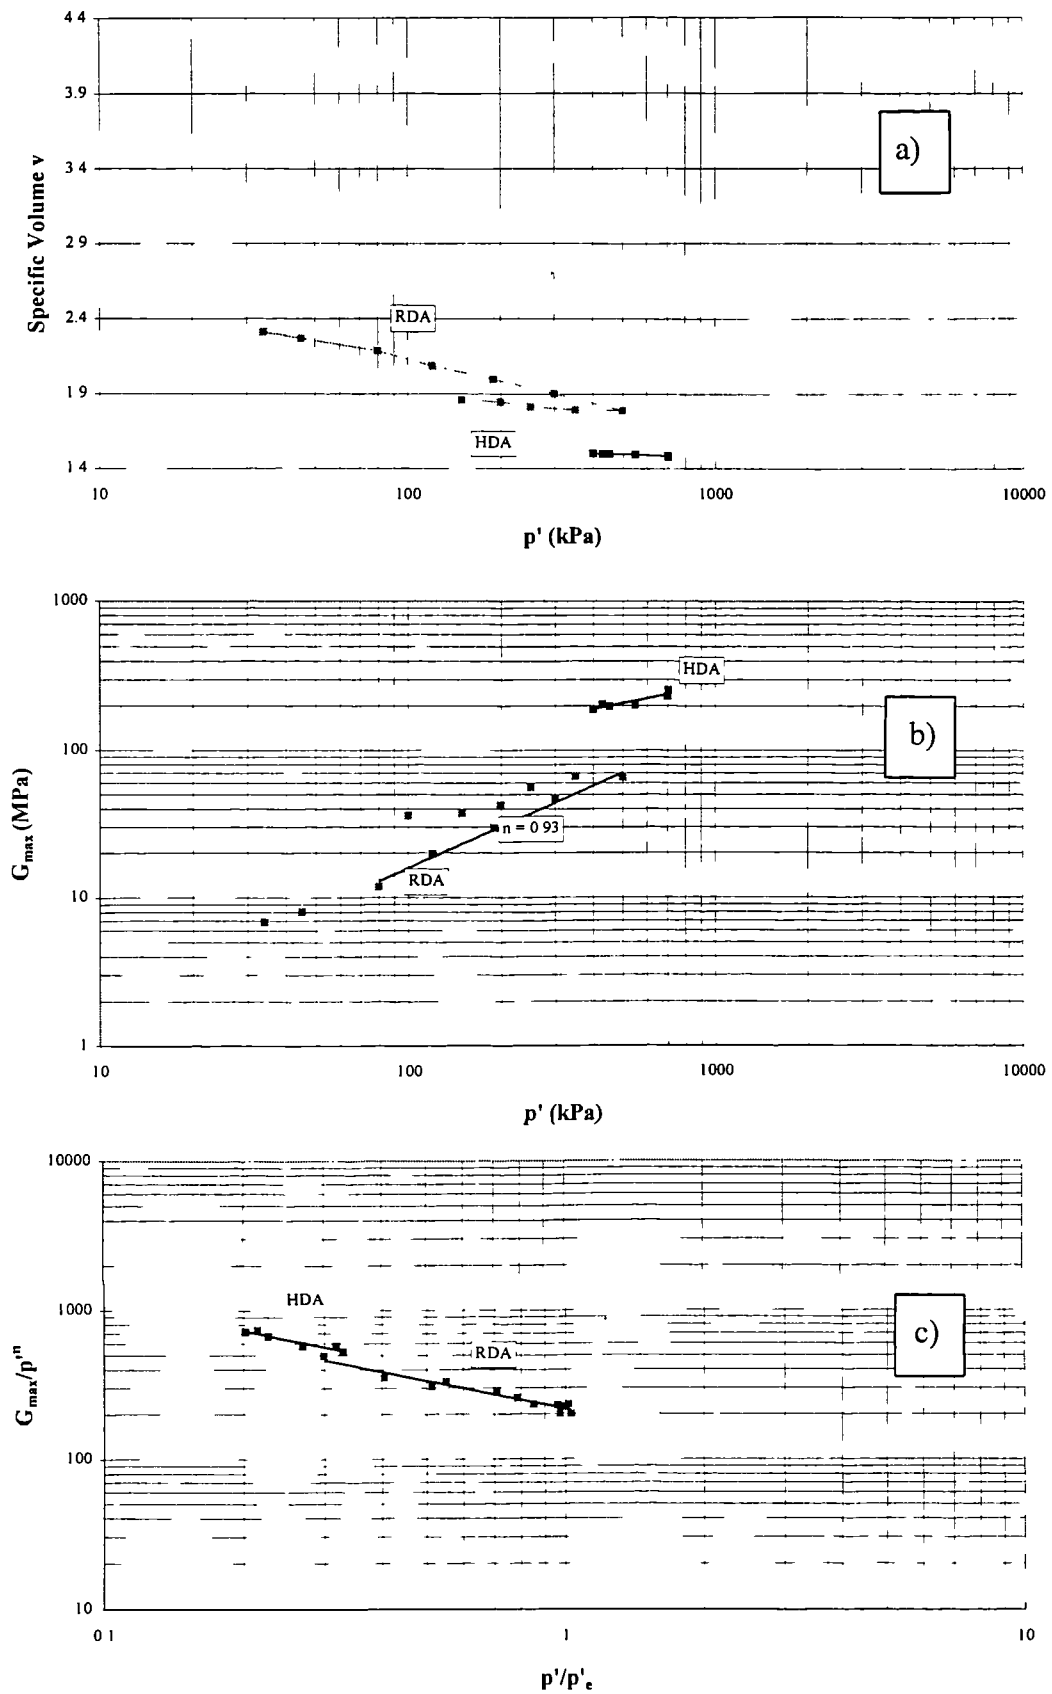 4 4
3.9
3 4
2.9
2.4
1 9
1 4
Specific Volume v
a)
RDA
HDA
10
100
1000
10000
p' (kPa)
1000
100
10
1
G_max (MPa)
HDA
b)
n = 0 93
RDA
10
100
1000
10000
p' (kPa)
10000
1000
100
10
G_max/p'^n
HDA
RDA
c)
0 1
1
10
p'/p'_e